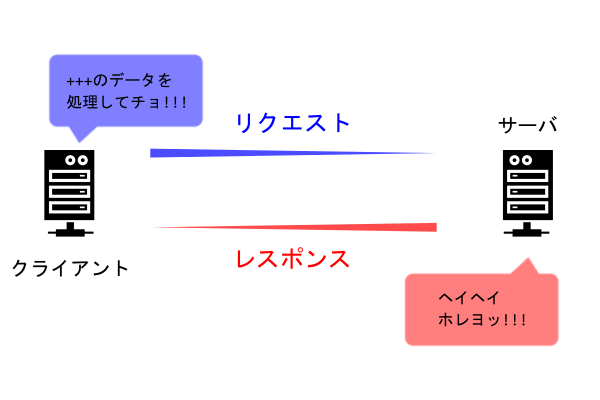 +++のデータを
処理してチョ!!!
リクエスト
サーバ
クライアント
レスポンス
ヘイヘイ
ホレヨッ!!!